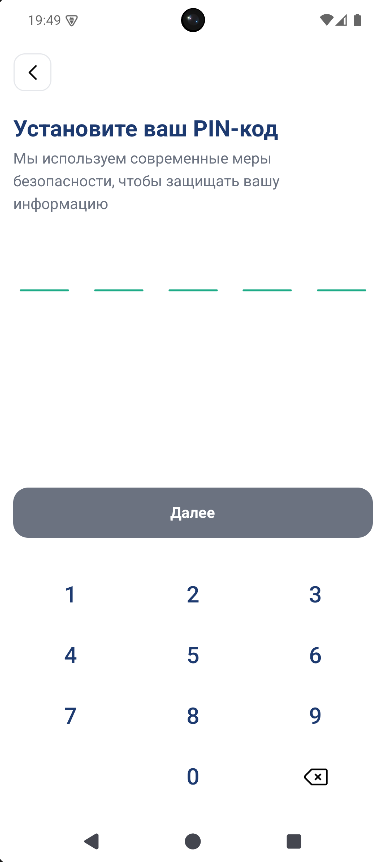 19:49
Установите ваш PIN-код
Мы используем современные меры
безопасности, чтобы защищать вашу
информацию
Далее
1 2 3
4 5 6
7 8 9
0